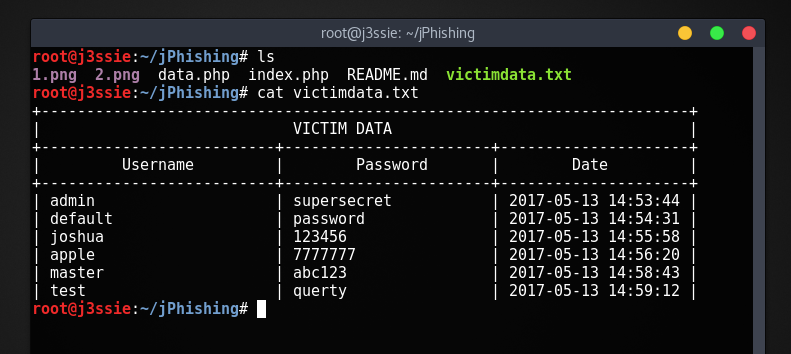 root@j3ssie: ~/jPhishing
root@j3ssie:~/jPhishing# ls
1.png  2.png  data.php  index.php  README.md  victimdata.txt
root@j3ssie:~/jPhishing# cat victimdata.txt
+------------------------------------------------------------------------+
|                            VICTIM DATA                                 |
+--------------------------+-----------------------+---------------------+
|         Username         |        Password       |        Date         |
+--------------------------+-----------------------+---------------------+
| admin                    | supersecret           | 2017-05-13 14:53:44 |
| default                  | password              | 2017-05-13 14:54:31 |
| joshua                   | 123456                | 2017-05-13 14:55:58 |
| apple                    | 7777777               | 2017-05-13 14:56:20 |
| master                   | abc123                | 2017-05-13 14:58:43 |
| test                     | querty                | 2017-05-13 14:59:12 |
root@j3ssie:~/jPhishing#